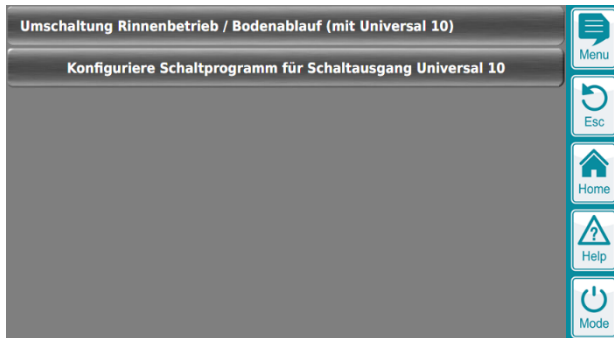 Umschaltung Rinnenbetrieb / Bodenablauf (mit Universal 10)
Konfiguriere Schaltprogramm für Schaltausgang Universal 10
Menu
Esc
Home
?
Help
Mode